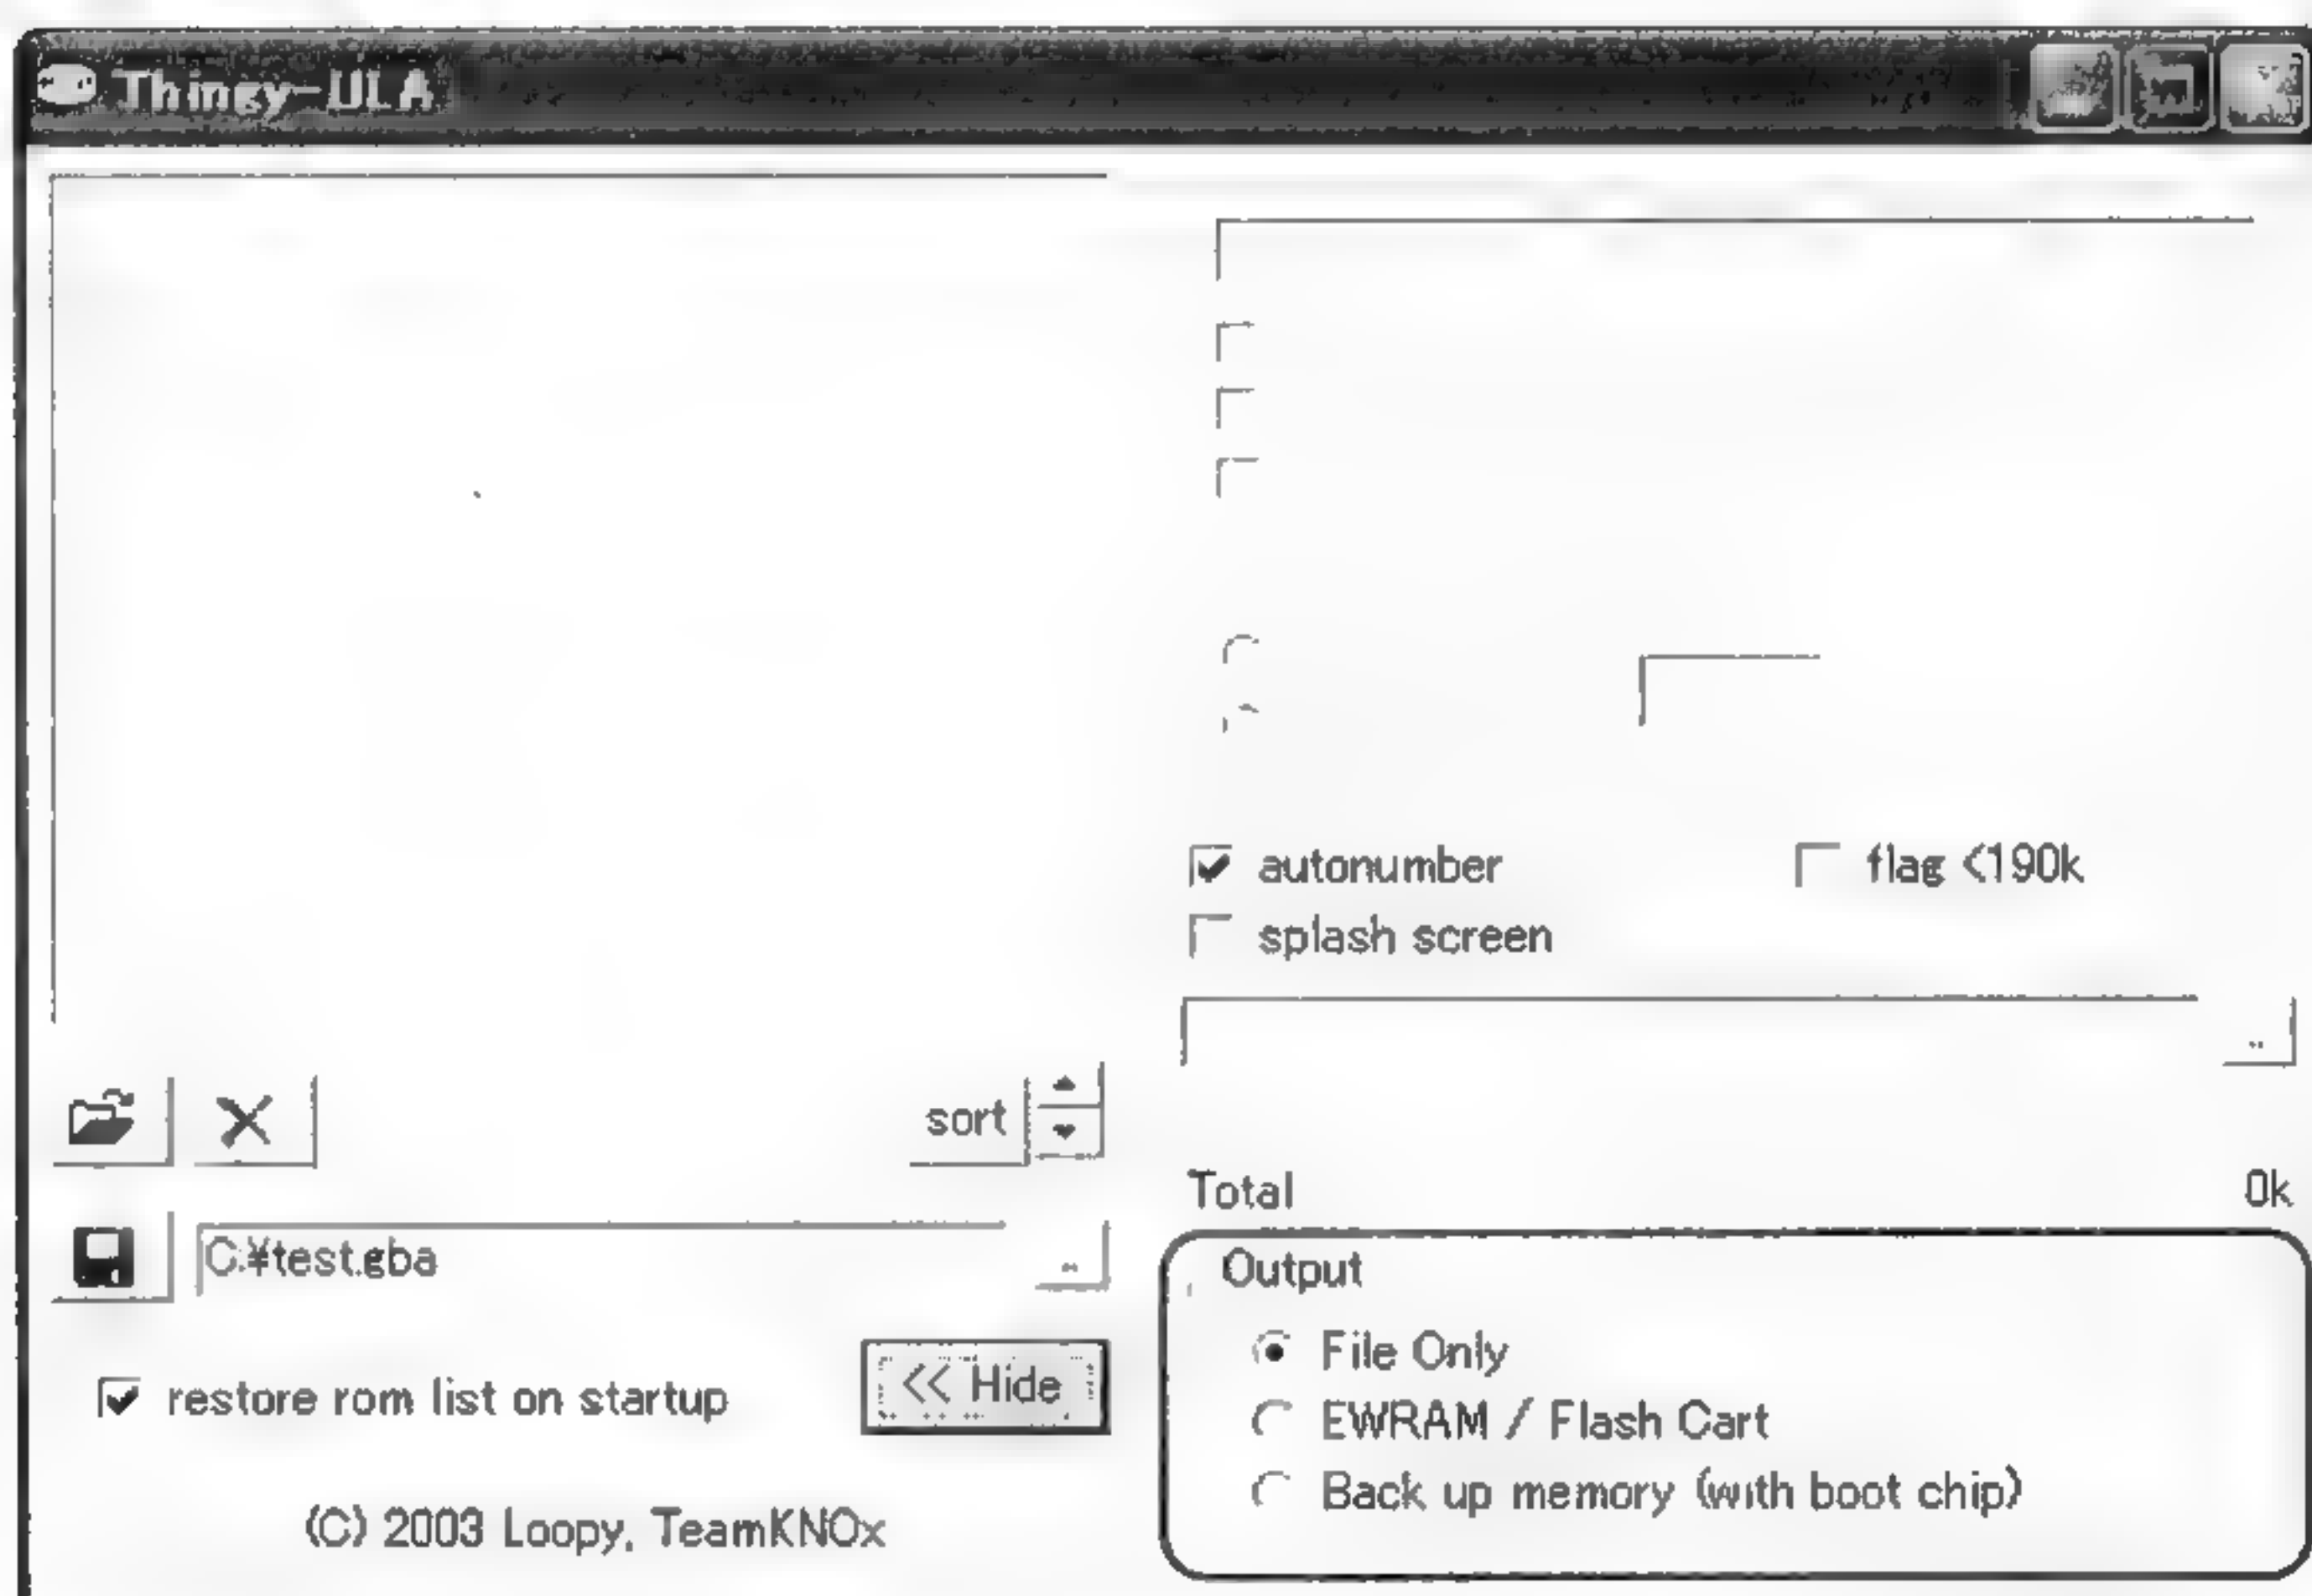 Thingy-ULA
autonumber
flag <190k
splash screen
..
sort
Total
0k
C:¥test.gba
..
Output
File Only
EWRAM / Flash Cart
Back up memory (with boot chip)
restore rom list on startup
<< Hide
(C) 2003 Loopy, TeamKNOx